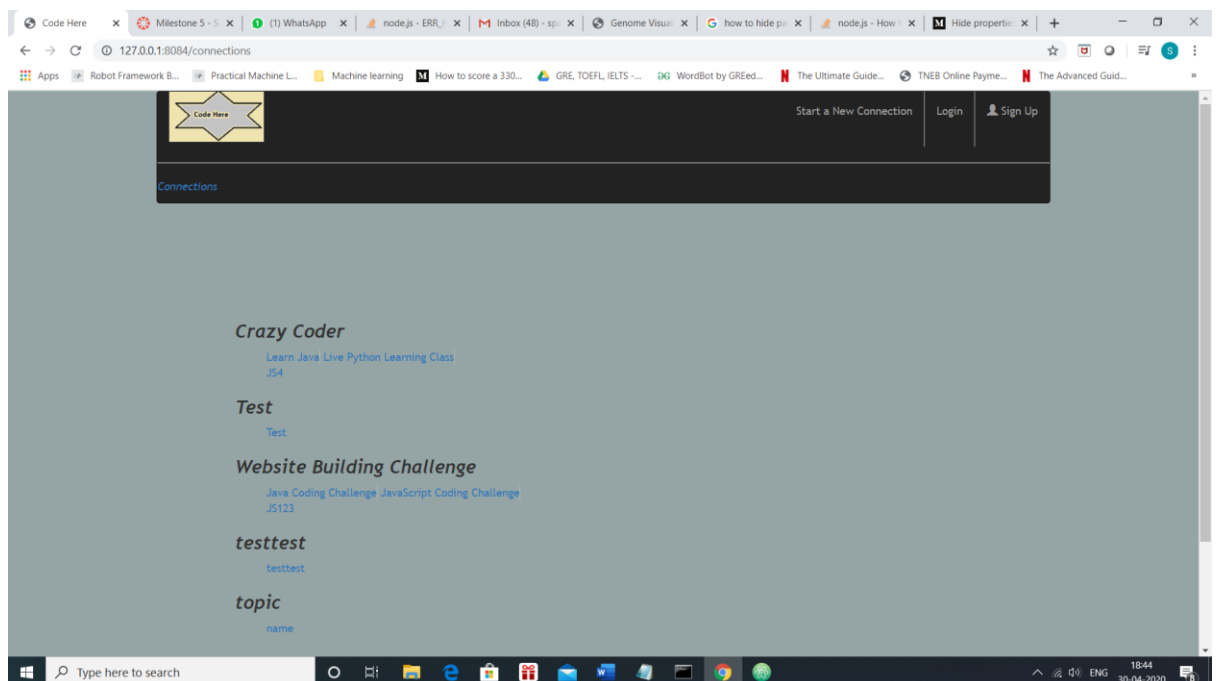 Code Here
Milestone 5 - S
(1) WhatsApp
node.js - ERR_
Inbox (48) - sp
Genome Visual
how to hide pa
node.js - How
Hide properties
127.0.0.1:8084/connections
S
Apps
Robot Framework B...
Practical Machine L...
Machine learning
How to score a 330...
GRE, TOEFL, IELTS -...
WordBot by GREed...
The Ultimate Guide...
TNEB Online Payme...
The Advanced Guid...
Code Here
Start a New Connection
Login
Sign Up
Connections
Crazy Coder
Learn Java Live Python Learning Class
JS4
Test
Test
Website Building Challenge
Java Coding Challenge JavaScript Coding Challenge
JS123
testtest
testtest
topic
name
Type here to search
ENG
18:44
30-04-2020